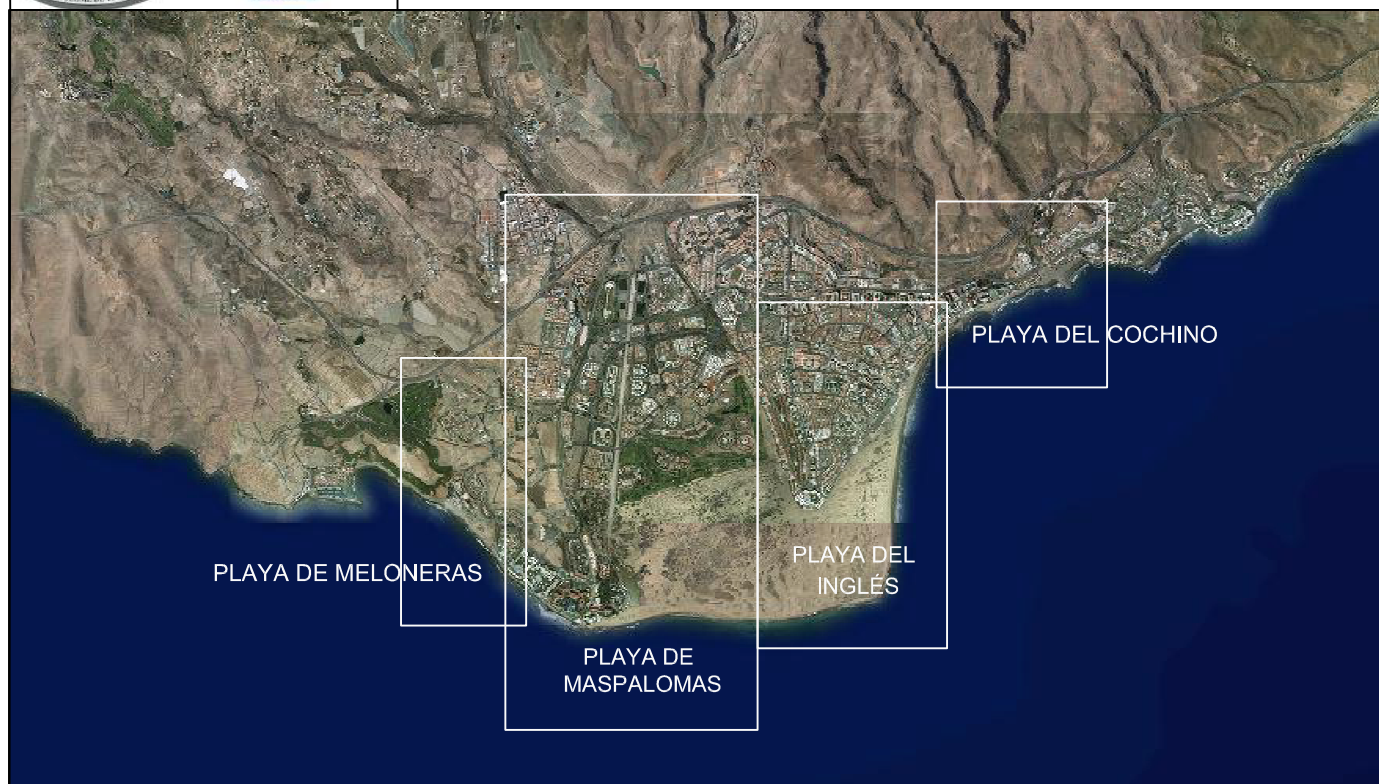 PLAYA DEL COCHINO
PLAYA DEL
INGLÉS
PLAYA DE MELONERAS
PLAYA DE
MASPALOMAS